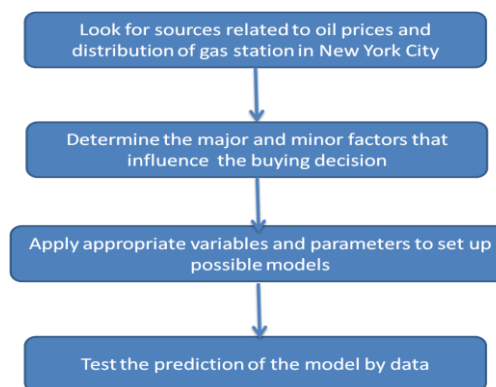 Look for sources related to oil prices and
distribution of gas station in New York City
Determine the major and minor factors that
influence the buying decision
Apply appropriate variables and parameters to set up
possible models
Test the prediction of the model by data